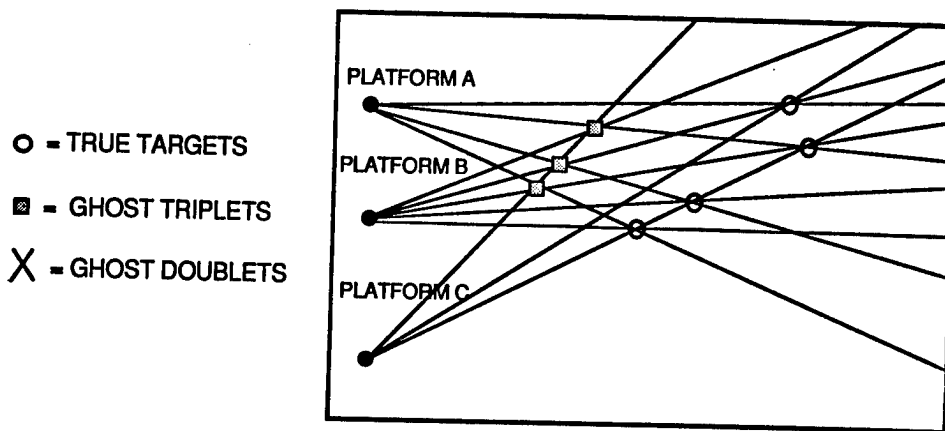 PLATFORM A
O = TRUE TARGETS
PLATFORM B
= GHOST TRIPLETS
X = GHOST DOUBLETS
PLATFORM C